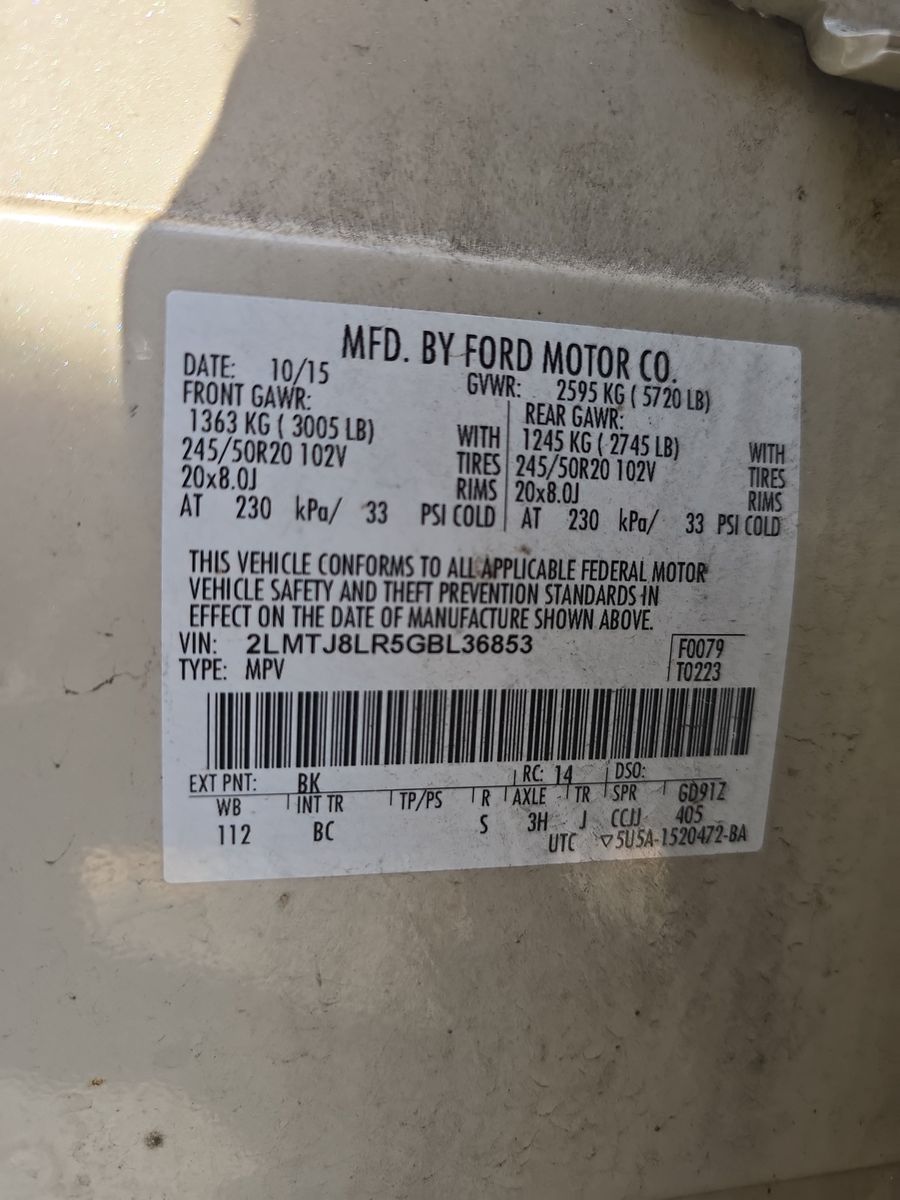 MFD. BY FORD MOTOR CO.
DATE: 10/15 GVWR: 2595 KG ( 5720 LB)
FRONT GAWR: REAR GAWR:
1363 KG ( 3005 LB) WITH 1245 KG ( 2745 LB) WITH
245/50R20 102V TIRES 245/50R20 102V TIRES
20x8.0J RIMS 20x8.0J RIMS
AT 230 kPa/ 33 PSI COLD AT 230 kPa/ 33 PSI COLD
THIS VEHICLE CONFORMS TO ALL APPLICABLE FEDERAL MOTOR
VEHICLE SAFETY AND THEFT PREVENTION STANDARDS IN
EFFECT ON THE DATE OF MANUFACTURE SHOWN ABOVE.
VIN: 2LMTJ8LR5GBL36853 F0079
TYPE: MPV T0223
EXT PNT: BK RC: 14 DSO:
WB INT TR TP/PS R AXLE TR SPR GD91Z
112 BC S 3H J CCJJ 405
UTC ▽5U5A-1520472-BA